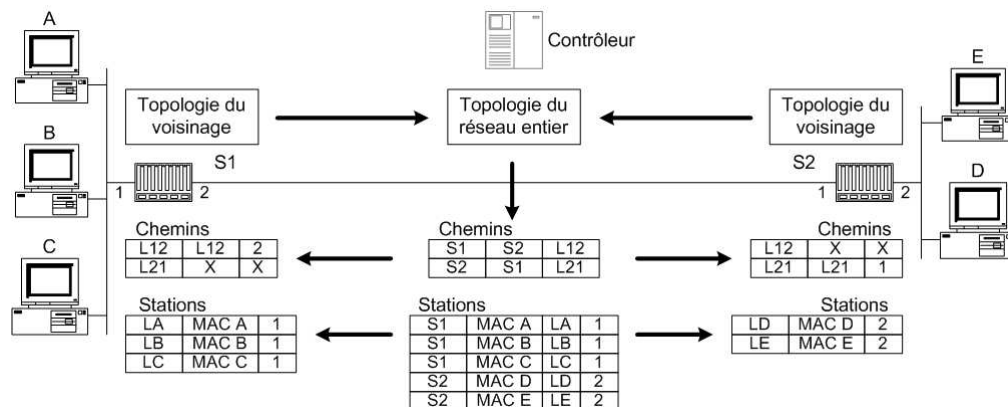 A
Contrôleur
E
Topologie du voisinage
Topologie du réseau entier
Topologie du voisinage
B
S1
S2
D
1
2
1
2
Chemins
L12 L12 2
L21 X X
Chemins
S1 S2 L12
S2 S1 L21
Chemins
L12 X X
L21 L21 1
C
Stations
LA MAC A 1
LB MAC B 1
LC MAC C 1
Stations
S1 MAC A LA 1
S1 MAC B LB 1
S1 MAC C LC 1
S2 MAC D LD 2
S2 MAC E LE 2
Stations
LD MAC D 2
LE MAC E 2